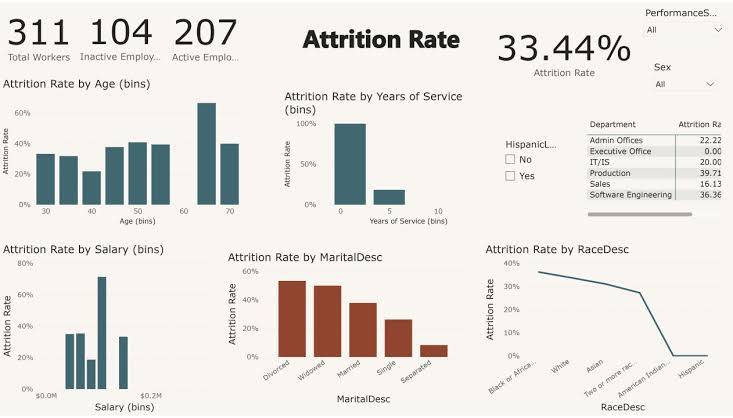 311
104
207
Total Workers
Inactive Employ...
Active Emplo...
Attrition Rate
33.44%
Attrition Rate
PerformanceS...
All
Sex
All
Attrition Rate by Age (bins)
Attrition Rate
60%
40%
20%
0%
30
40
50
60
70
Age (bins)
Attrition Rate by Years of Service
(bins)
Attrition Rate
100%
50%
0%
0
5
10
Years of Service (bins)
HispanicL...
No
Yes
Department Attrition Ra
Admin Offices 22.22
Executive Office 0.00
IT/IS 20.00
Production 39.71
Sales 16.13
Software Engineering 36.36
Attrition Rate by Salary (bins)
Attrition Rate
80%
60%
40%
20%
0%
$0.0M
$0.2M
Salary (bins)
Attrition Rate by MaritalDesc
Attrition Rate
60%
40%
20%
0%
Divorced
Widowed
Married
Single
Separated
MaritalDesc
Attrition Rate by RaceDesc
Attrition Rate
40%
30%
20%
10%
0%
Black or Africa...
White
Asian
Two or more rac...
American Indian...
Hispanic
RaceDesc